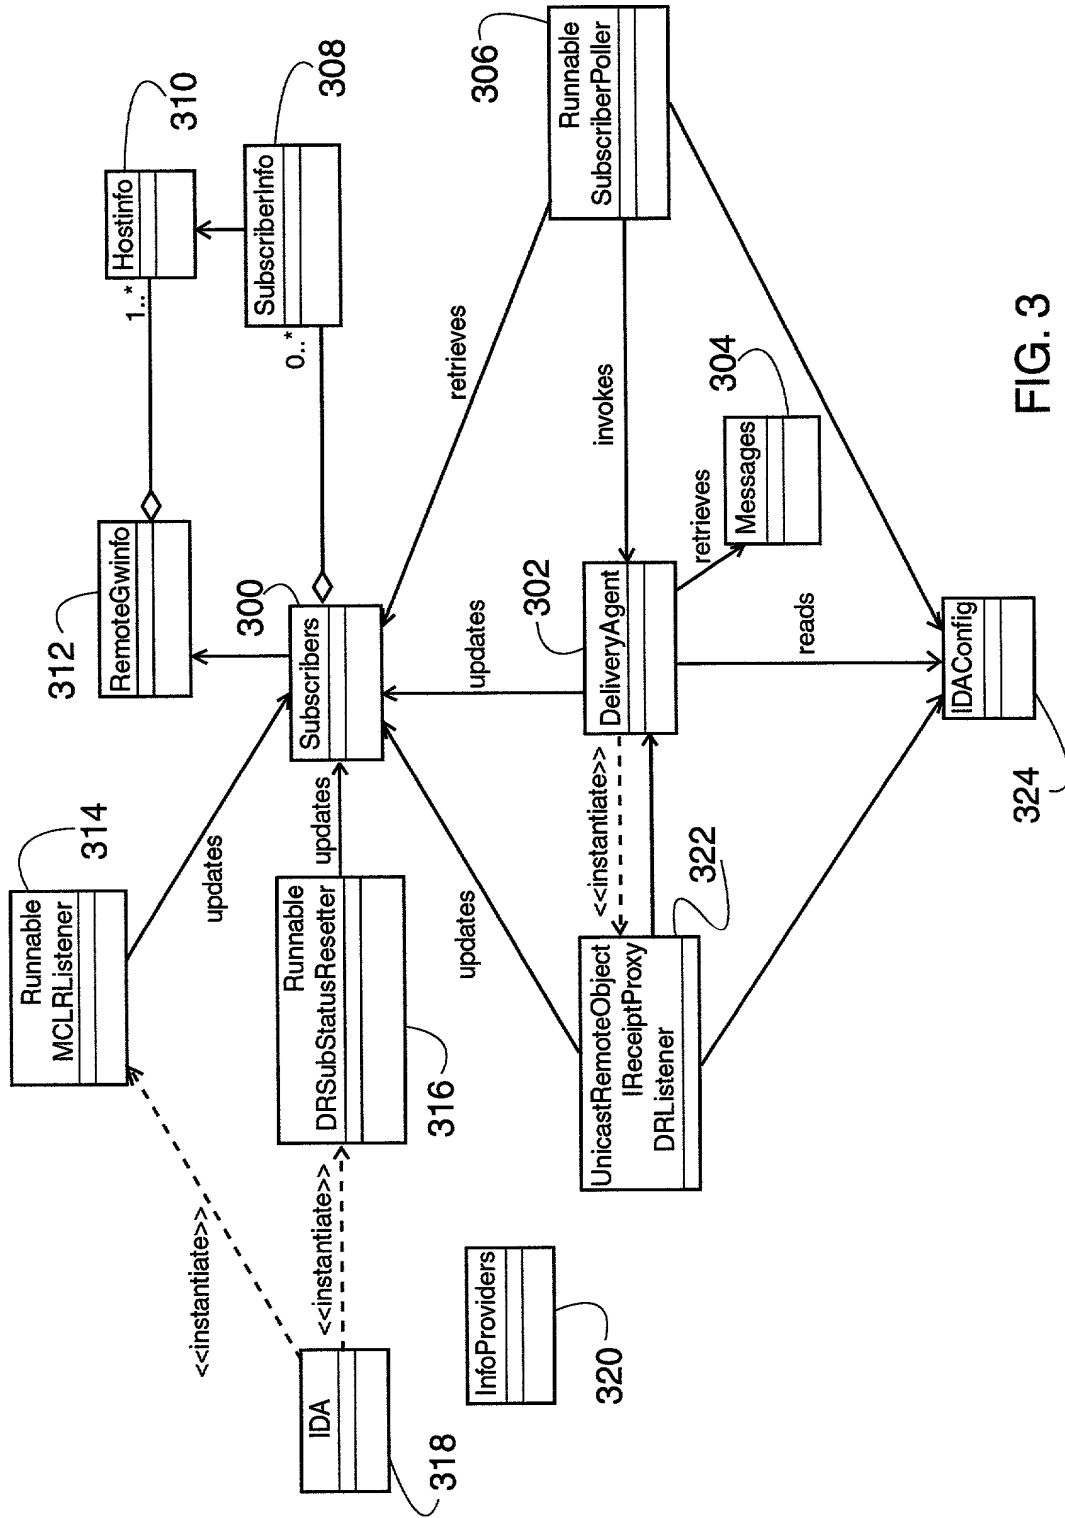 314
Runnable
MCLRListener
<<instantiate>>
updates
312
RemoteGwinfo
1..*
Hostinfo
310
IDA
318
<<instantiate>>
Runnable
DRSubStatusResetter
316
updates
300
Subscribers
0..*
SubscriberInfo
308
InfoProviders
320
updates
updates
retrieves
UnicastRemoteObject
IReceiptProxy
DRListener
322
<<instantiate>>
302
DeliveryAgent
invokes
306
Runnable
SubscriberPoller
retrieves
Messages
304
reads
324
IDAConfig
FIG. 3